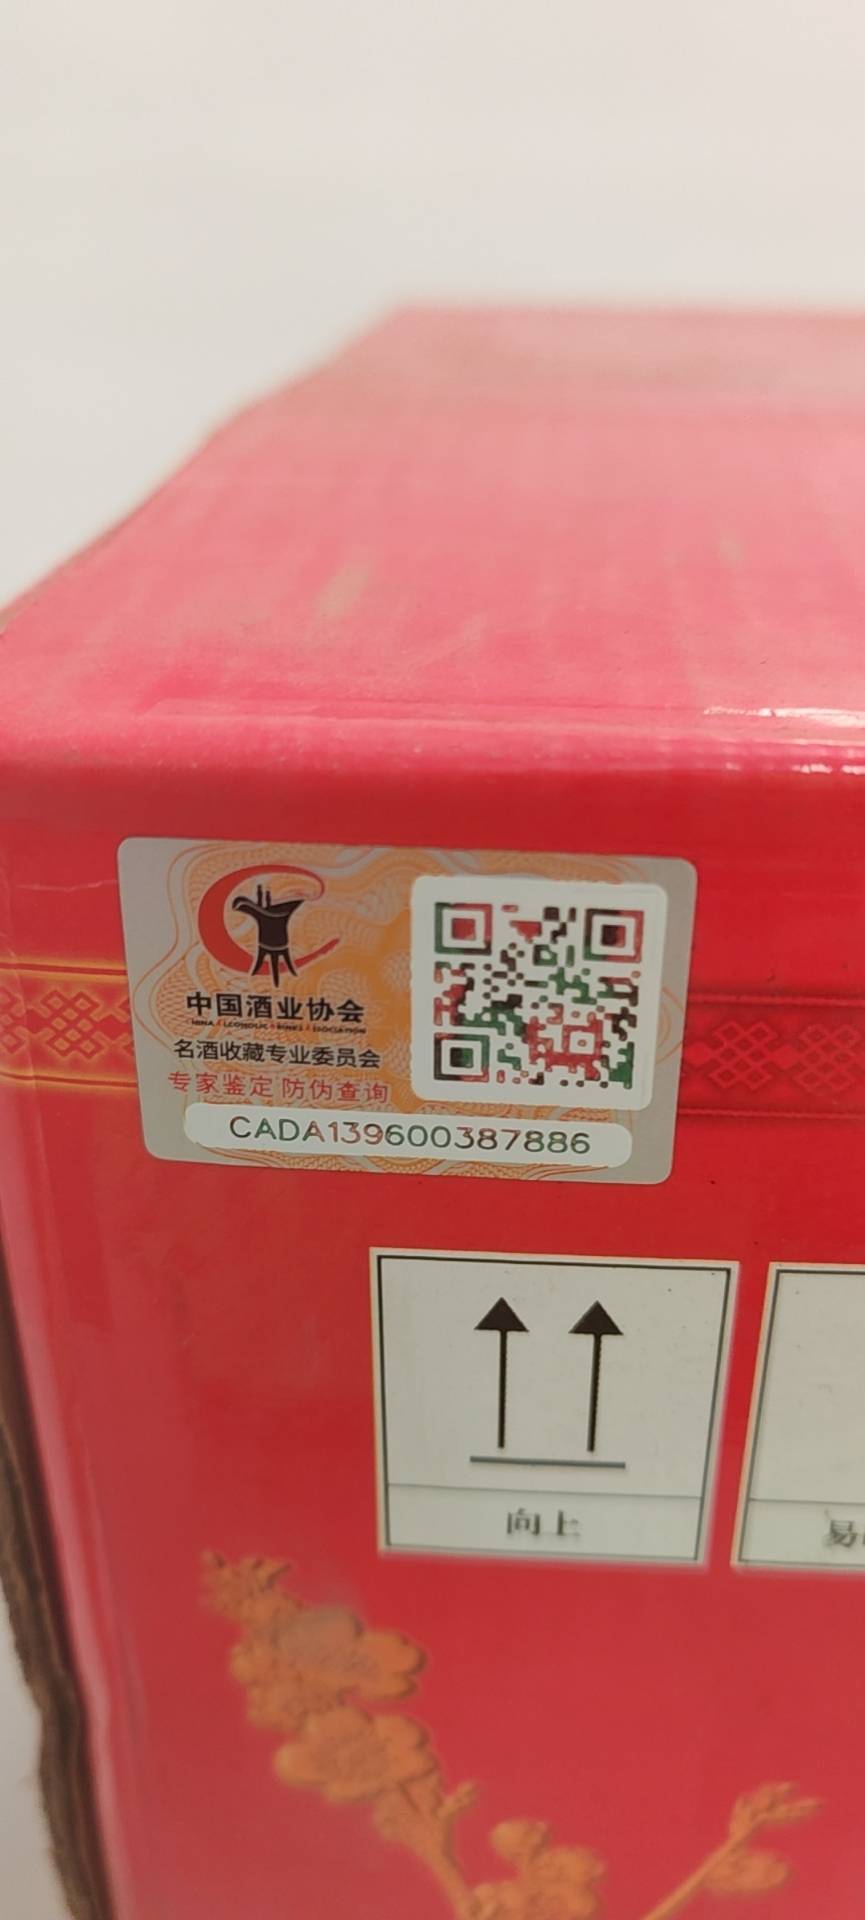 中国酒业协会
名酒收藏专业委员会
专家鉴定 防伪查询
CADA139600387886
向上
易